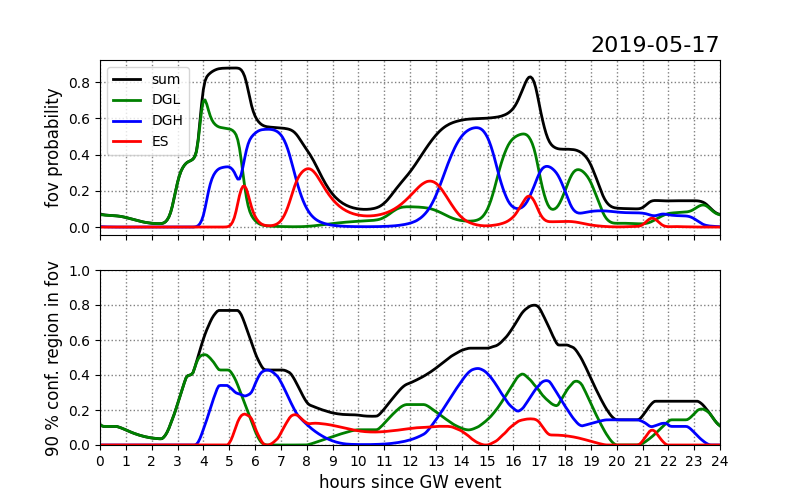 2019-05-17
fov probability
0.8
0.6
0.4
0.2
0.0
sum
DGL
DGH
ES
90 % conf. region in fov
1.0
0.8
0.6
0.4
0.2
0.0
0 1 2 3 4 5 6 7 8 9 10 11 12 13 14 15 16 17 18 19 20 21 22 23 24
hours since GW event